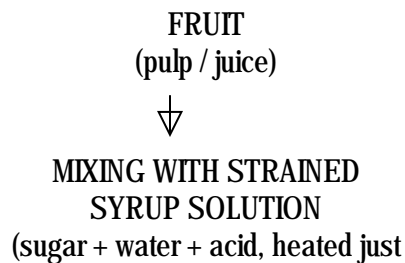 FRUIT
(pulp / juice)
MIXING WITH STRAINED
SYRUP SOLUTION
(sugar + water + acid, heated just